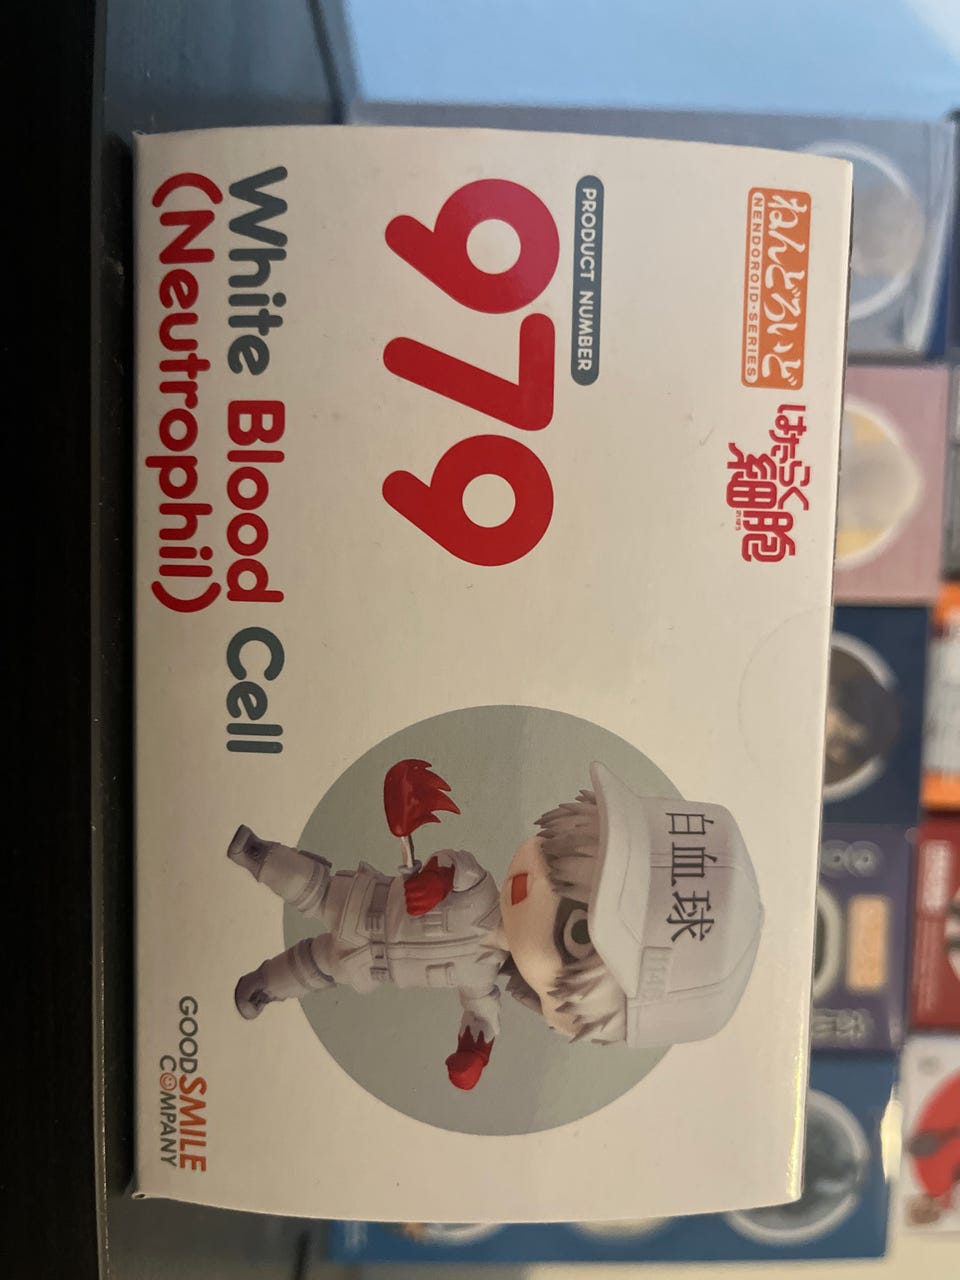 ねんどろいど
NENDOROID·SERIES
はたらく
細胞
PRODUCT NUMBER
979
白血球
White Blood Cell
(Neutrophil)
GOOD SMILE
COMPANY